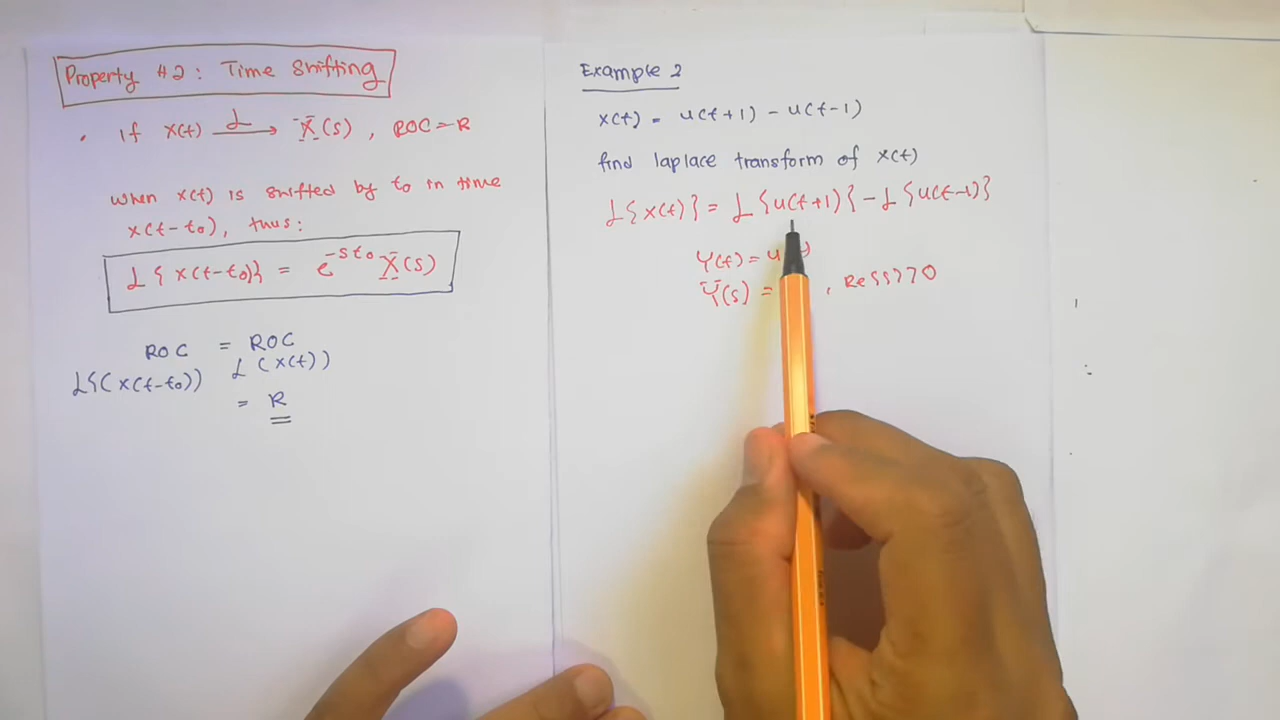 Property #2: Time Shifting
• If x(t) ℒ→ X(s), ROC=R
when x(t) is shifted by t₀ in time
x(t-t₀), thus:
ℒ{x(t-t₀)} = e^{-st₀} X(s)
ROC = ROC
ℒ{(x(t-t₀)) ℒ(x(t))
= R
Example 2
x(t) = u(t+1) - u(t-1)
find laplace transform of x(t)
ℒ{x(t)} = ℒ{u(t+1)} - ℒ{u(t-1)}
Y(t) = u
Y(s) = , Re{s}>0